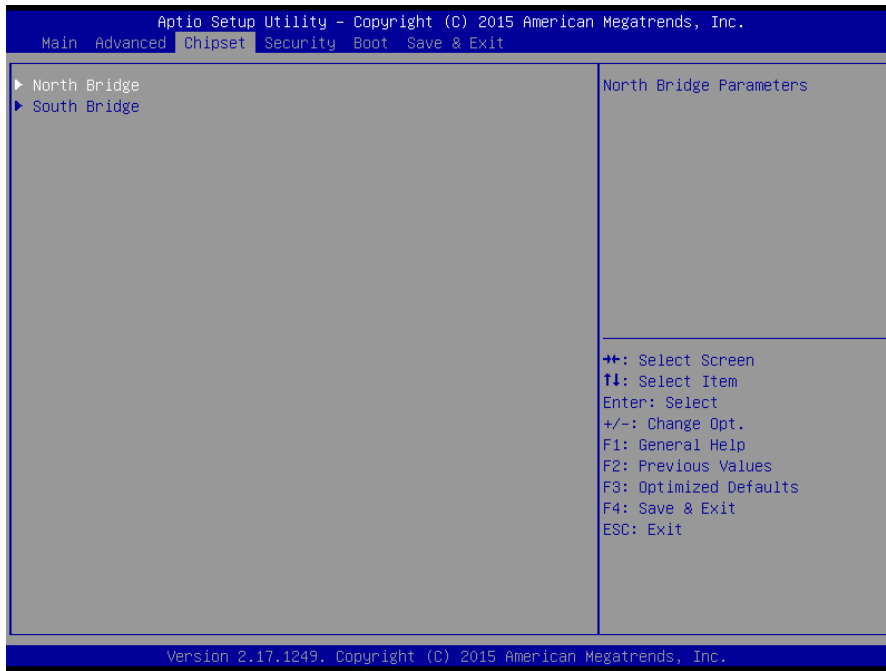 Aptio Setup Utility – Copyright (C) 2015 American Megatrends, Inc.
Main Advanced Chipset Security Boot Save & Exit
▶ North Bridge
▶ South Bridge
North Bridge Parameters
→←: Select Screen
↑↓: Select Item
Enter: Select
+/-: Change Opt.
F1: General Help
F2: Previous Values
F3: Optimized Defaults
F4: Save & Exit
ESC: Exit
Version 2.17.1249. Copyright (C) 2015 American Megatrends, Inc.